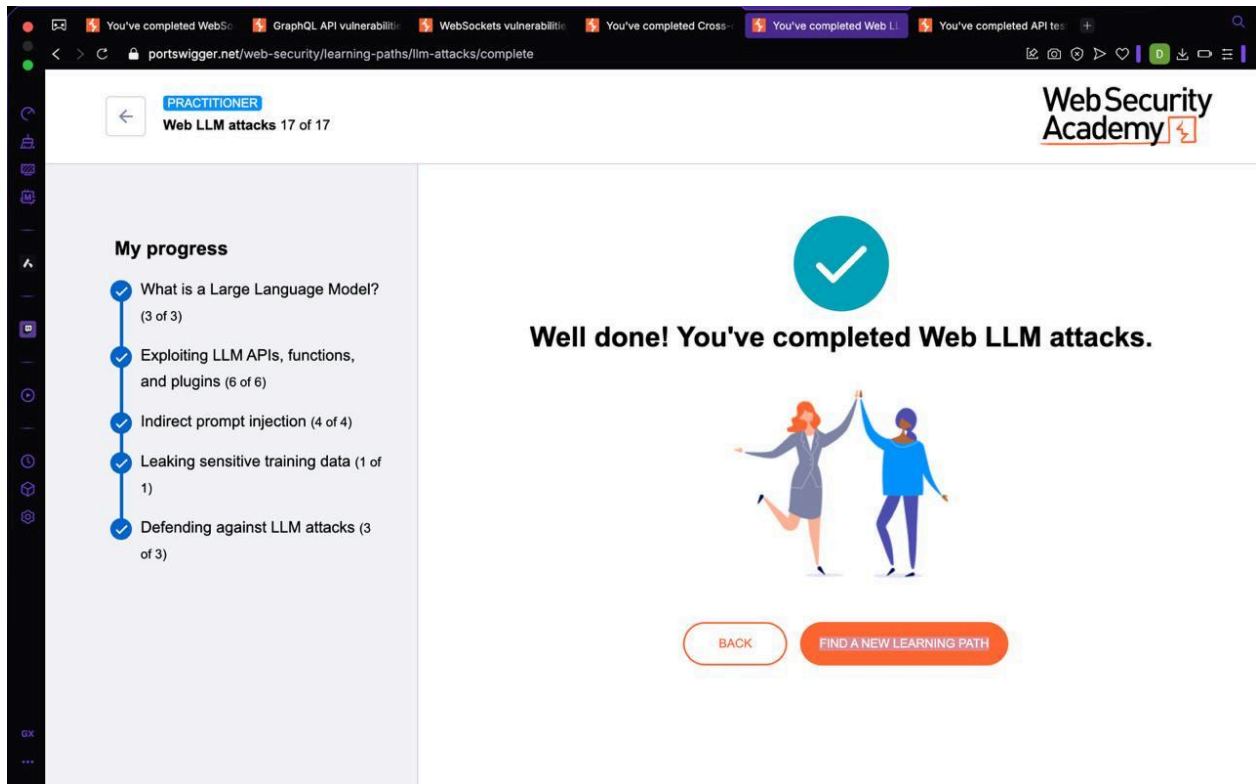 You've completed WebSo
GraphQL API vulnerabilitie
WebSockets vulnerabilitie
You've completed Cross-
You've completed Web L
You've completed API tes
portswigger.net/web-security/learning-paths/llm-attacks/complete
D
PRACTITIONER
Web LLM attacks 17 of 17
Web Security
Academy
M
My progress
What is a Large Language Model?
(3 of 3)
Exploiting LLM APIs, functions,
and plugins (6 of 6)
Indirect prompt injection (4 of 4)
Leaking sensitive training data (1 of
1)
Defending against LLM attacks (3
of 3)
Well done! You've completed Web LLM attacks.
BACK
FIND A NEW LEARNING PATH
GX